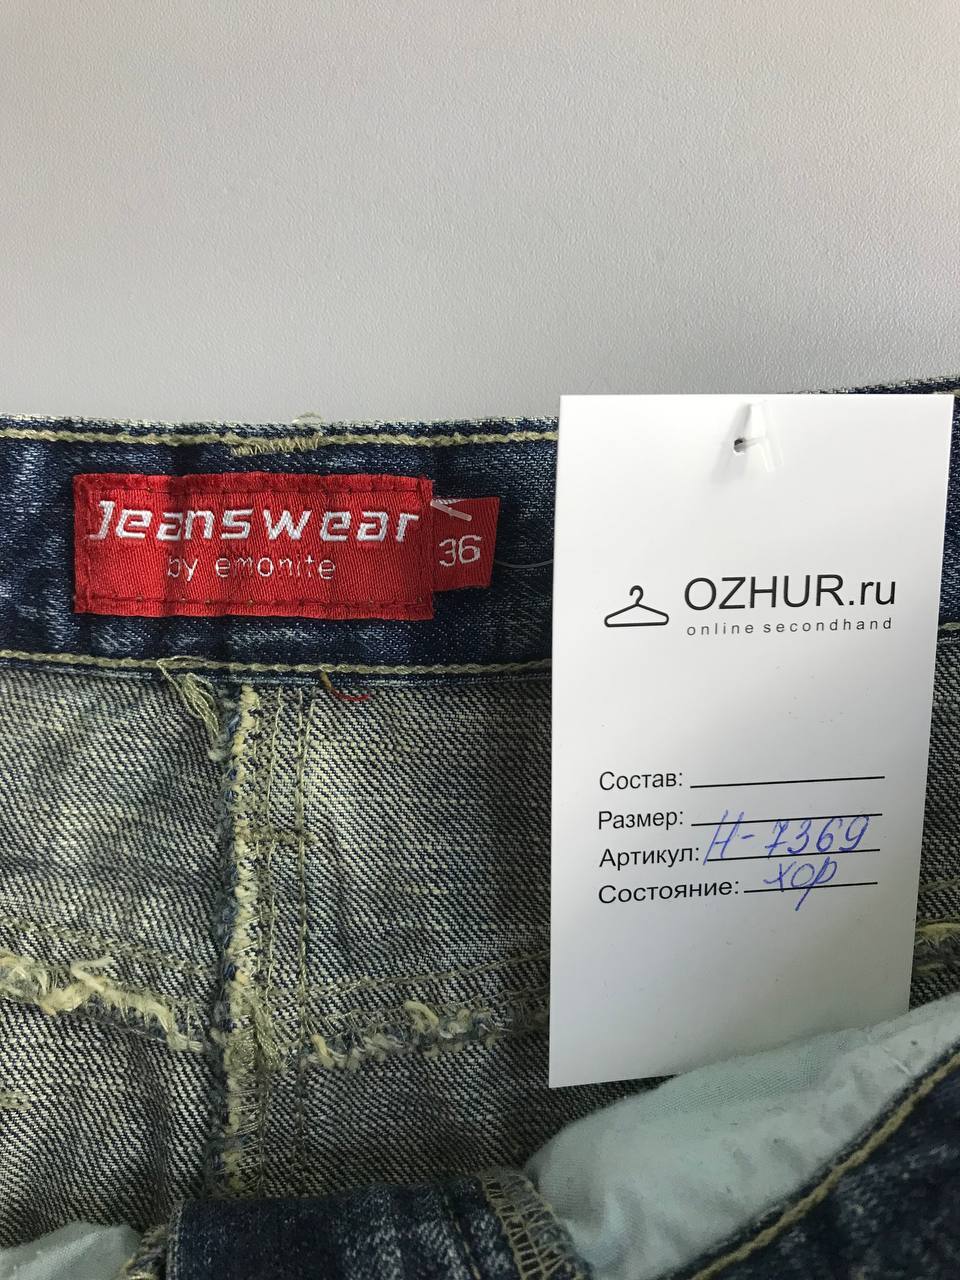 Jeanswear
by emonite
36
OZHUR.ru
online secondhand
Состав:
Размер:
Артикул: H-7369
Состояние: хор